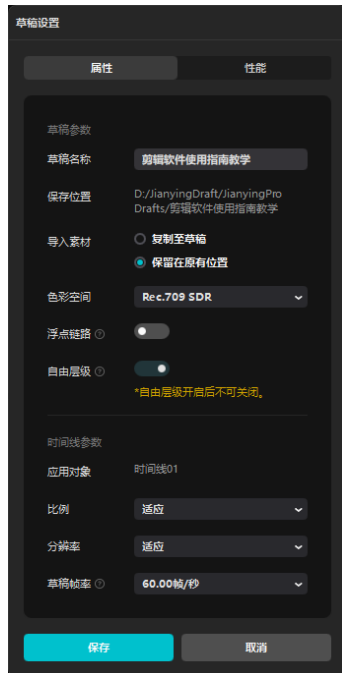 草稿设置
属性
性能
草稿参数
草稿名称
剪辑软件使用指南教学
保存位置
D:/JianyingDraft/JianyingPro
Drafts/剪辑软件使用指南教学
导入素材
复制至草稿
保留在原有位置
色彩空间
Rec.709 SDR
浮点链路
自由层级
*自由层级开启后不可关闭。
时间线参数
应用对象
时间线01
比例
适应
分辨率
适应
草稿帧率
60.00帧/秒
保存
取消